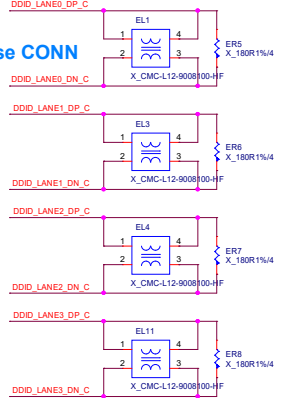 DDID_LANE0_DP_C
EL1
1 4
2 3
ER5
X_180R1%/4
se CONN
DDID_LANE0_DN_C
X_CMC-L12-9008100-HF
DDID_LANE1_DP_C
EL3
1 4
2 3
ER6
X_180R1%/4
X_CMC-L12-9008100-HF
DDID_LANE1_DN_C
DDID_LANE2_DP_C
EL4
1 4
2 3
ER7
X_180R1%/4
X_CMC-L12-9008100-HF
DDID_LANE2_DN_C
DDID_LANE3_DP_C
EL11
1 4
2 3
ER8
X_180R1%/4
X_CMC-L12-9008100-HF
DDID_LANE3_DN_C